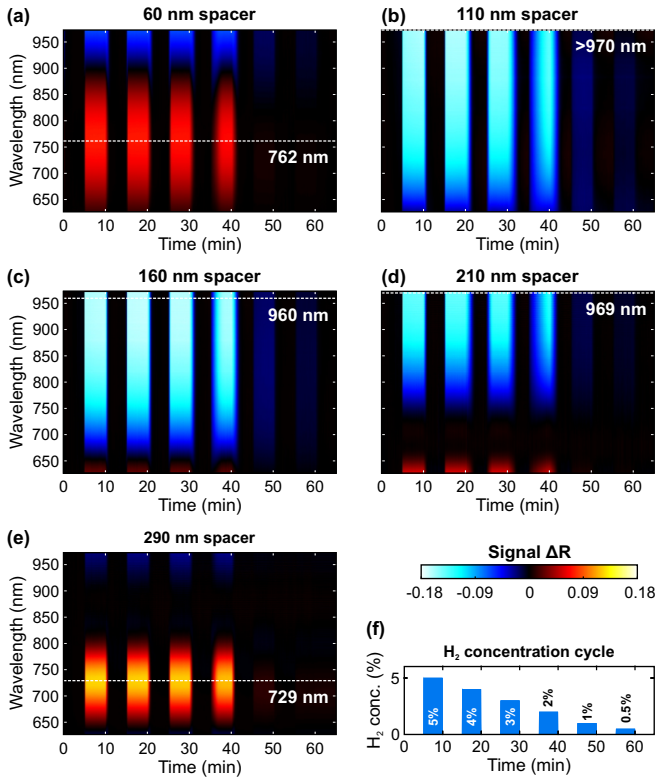 (a) 60 nm spacer
Wavelength (nm)
950
900
850
800
750
700
650
762 nm
0 10 20 30 40 50 60
Time (min)
(b) 110 nm spacer
>970 nm
0 10 20 30 40 50 60
Time (min)
(c) 160 nm spacer
Wavelength (nm)
950
900
850
800
750
700
650
960 nm
0 10 20 30 40 50 60
Time (min)
(d) 210 nm spacer
969 nm
0 10 20 30 40 50 60
Time (min)
(e) 290 nm spacer
Wavelength (nm)
950
900
850
800
750
700
650
729 nm
0 10 20 30 40 50 60
Time (min)
Signal ΔR
-0.18 -0.09 0 0.09 0.18
(f)
H₂ concentration cycle
H₂ conc. (%)
5
0
5% 4% 3% 2% 1% 0.5%
0 10 20 30 40 50 60
Time (min)